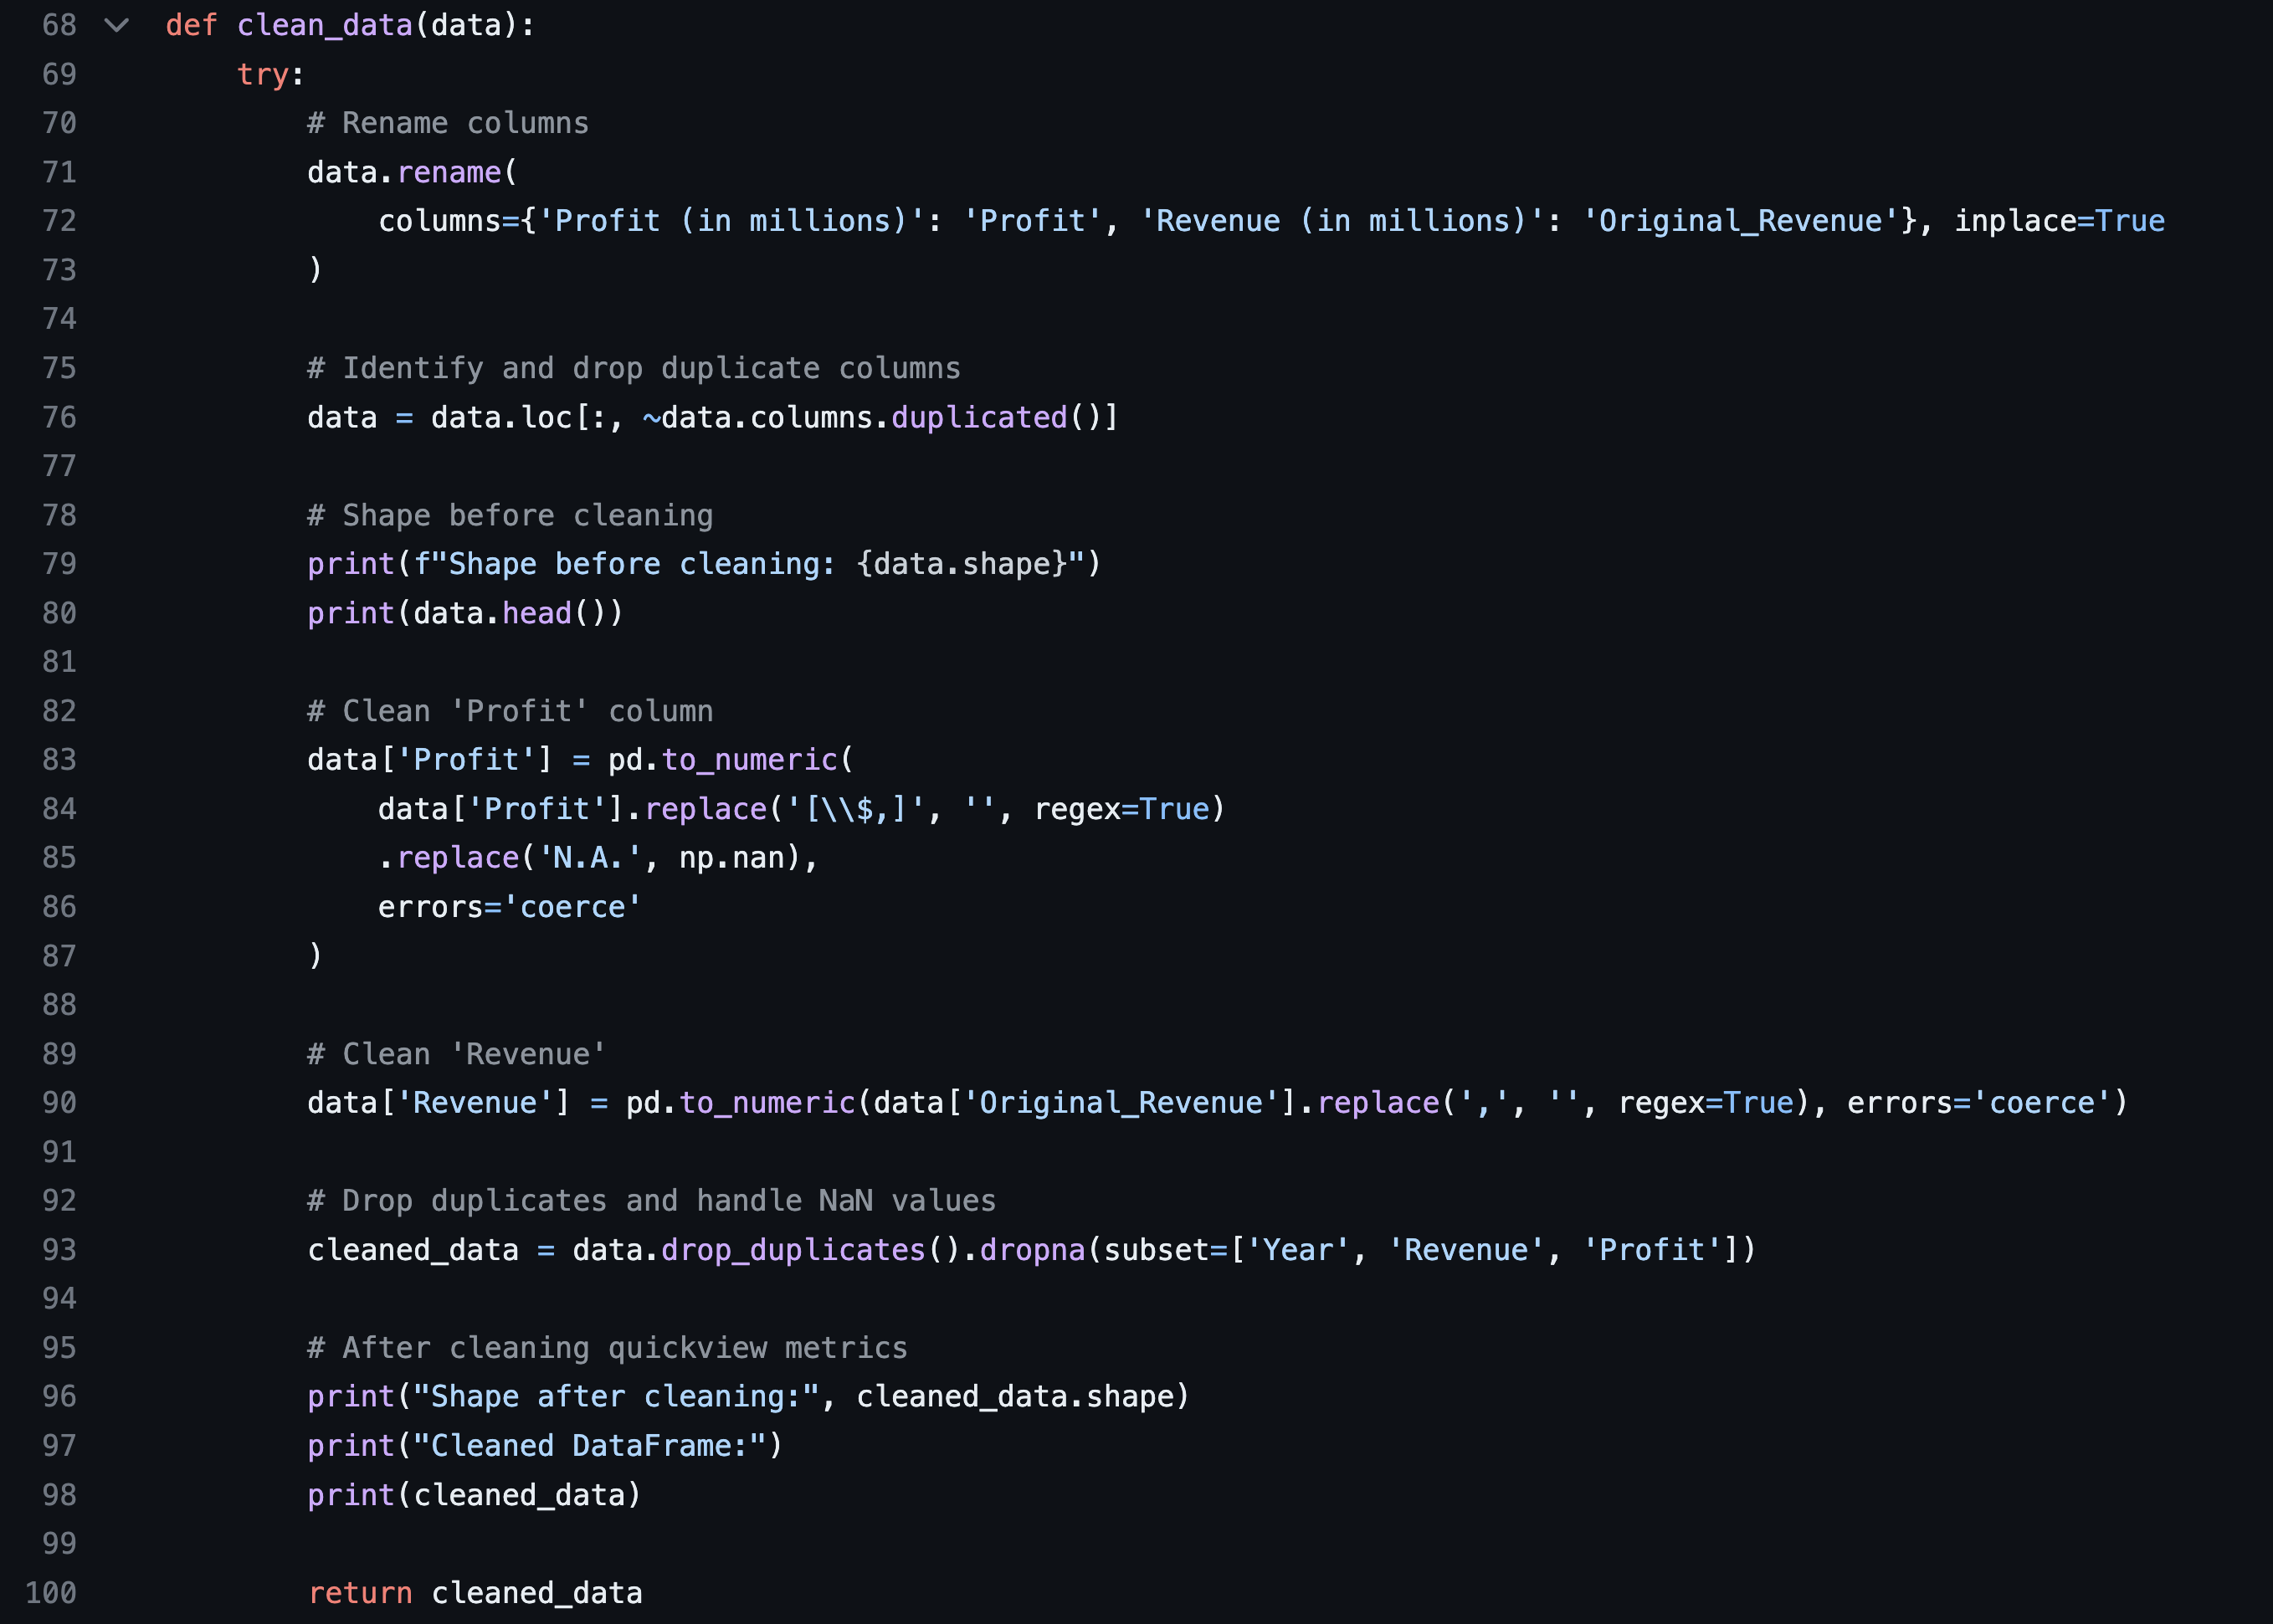 68 def clean_data(data):
69     try:
70         # Rename columns
71         data.rename(
72             columns={'Profit (in millions)': 'Profit', 'Revenue (in millions)': 'Original_Revenue'}, inplace=True
73         )
74
75         # Identify and drop duplicate columns
76         data = data.loc[:, ~data.columns.duplicated()]
77
78         # Shape before cleaning
79         print(f"Shape before cleaning: {data.shape}")
80         print(data.head())
81
82         # Clean 'Profit' column
83         data['Profit'] = pd.to_numeric(
84             data['Profit'].replace('[\\$,]', '', regex=True)
85             .replace('N.A.', np.nan),
86             errors='coerce'
87         )
88
89         # Clean 'Revenue'
90         data['Revenue'] = pd.to_numeric(data['Original_Revenue'].replace(',', '', regex=True), errors='coerce')
91
92         # Drop duplicates and handle NaN values
93         cleaned_data = data.drop_duplicates().dropna(subset=['Year', 'Revenue', 'Profit'])
94
95         # After cleaning quickview metrics
96         print("Shape after cleaning:", cleaned_data.shape)
97         print("Cleaned DataFrame:")
98         print(cleaned_data)
99
100         return cleaned_data